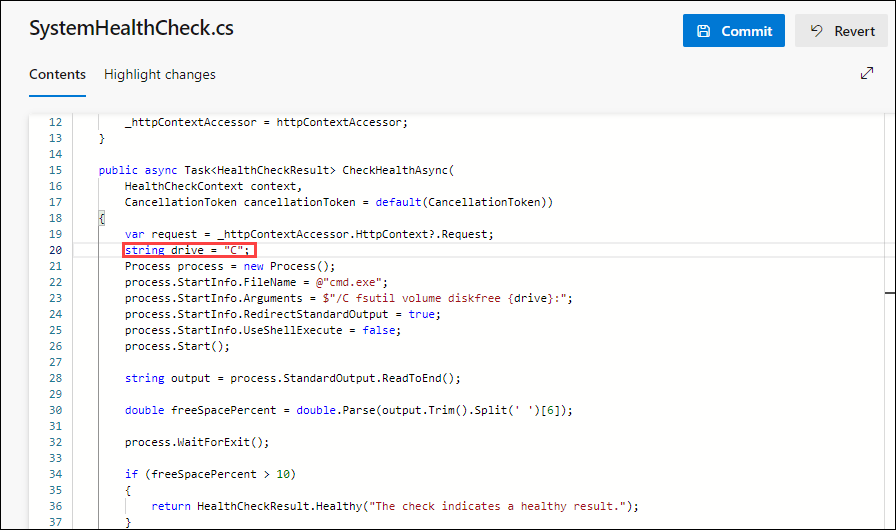 SystemHealthCheck.cs
Commit
Revert
Contents
Highlight changes
12 _httpContextAccessor = httpContextAccessor;
13 }
14
15 public async Task<HealthCheckResult> CheckHealthAsync(
16 HealthCheckContext context,
17 CancellationToken cancellationToken = default(CancellationToken))
18 {
19 var request = _httpContextAccessor.HttpContext?.Request;
20 string drive = "C";
21 Process process = new Process();
22 process.StartInfo.FileName = @"cmd.exe";
23 process.StartInfo.Arguments = $"/C fsutil volume diskfree {drive}:";
24 process.StartInfo.RedirectStandardOutput = true;
25 process.StartInfo.UseShellExecute = false;
26 process.Start();
27
28 string output = process.StandardOutput.ReadToEnd();
29
30 double freeSpacePercent = double.Parse(output.Trim().Split(' ')[6]);
31
32 process.WaitForExit();
33
34 if (freeSpacePercent > 10)
35 {
36 return HealthCheckResult.Healthy("The check indicates a healthy result.");
37 }